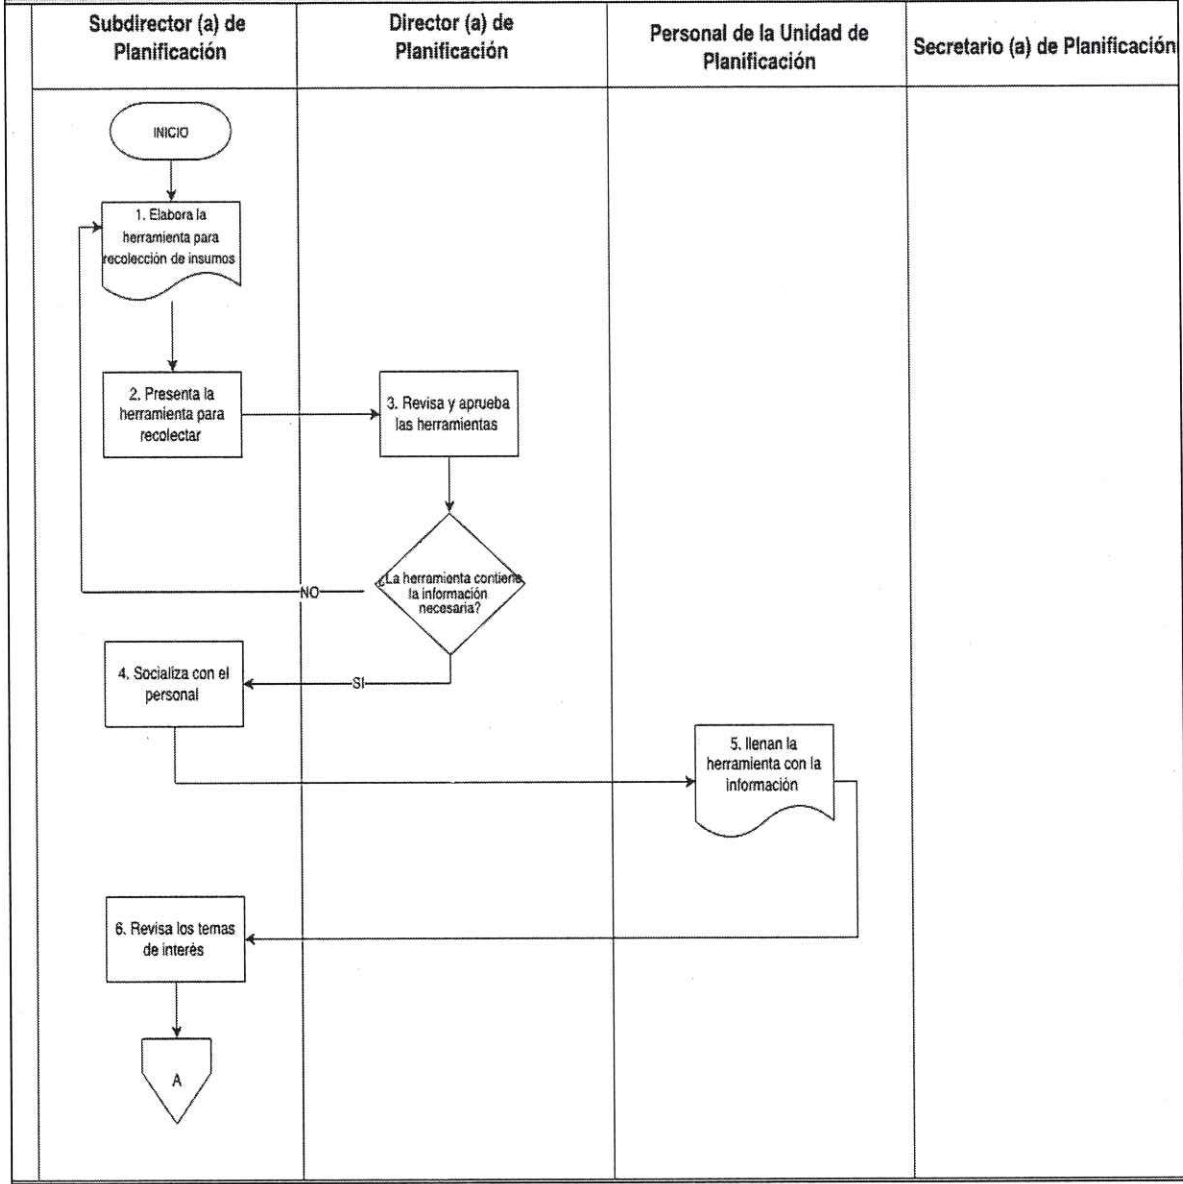 Subdirector (a) de
Planificación
Director (a) de
Planificación
Personal de la Unidad de
Planificación
Secretario (a) de Planificación
INICIO
1. Elabora la
herramienta para
recolección de insumos
2. Presenta la
herramienta para
recolectar
3. Revisa y aprueba
las herramientas
¿La herramienta contiene
la información
necesaria?
NO
4. Socializa con el
personal
SI
5. llenan la
herramienta con la
información
6. Revisa los temas
de interés
A